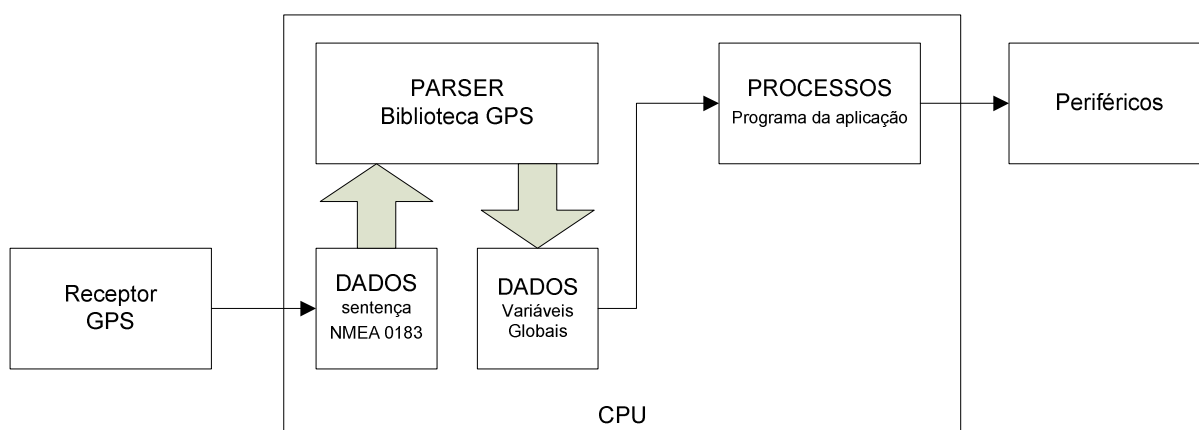 PARSER
Biblioteca GPS
PROCESSOS
Programa da aplicação
Periféricos
Receptor
GPS
DADOS
sentença
NMEA 0183
DADOS
Variáveis
Globais
CPU